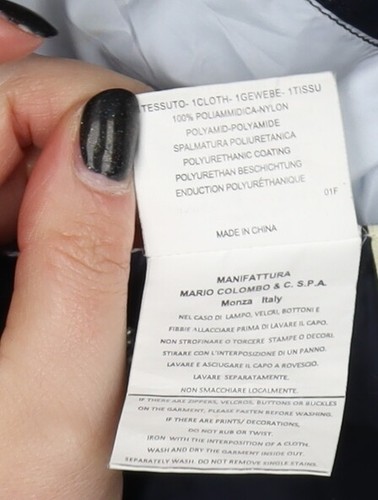 TESSUTO-1CLOTH-1GEWEBE-1TISSU
100% POLIAMMIDICA-NYLON
POLYAMID-POLYAMIDE
SPALMATURA POLIURETANICA
POLYURETHANIC COATING
POLYURETHAN BESCHICHTUNG
ENDUCTION POLYURÉTHANIQUE
01F
MADE IN CHINA
MANIFATTURA
MARIO COLOMBO & C. S.P.A.
Monza Italy
NEL CASO DI LAMPO, VELCRI, BOTTONI E
FIBBIE ALLACCIARE PRIMA DI LAVARE IL CAPO.
NON STROFINARE O TORCERE STAMPE O DECORI.
STIRARE CON L'INTERPOSIZIONE DI UN PANNO.
LAVARE E ASCIUGARE IL CAPO A ROVESCIO.
LAVARE SEPARATAMENTE.
NON SMACCHIARE LOCALMENTE.
IF THERE ARE ZIPPERS, VELCROS, BUTTONS OR BUCKLES
ON THE GARMENT, PLEASE FASTEN BEFORE WASHING.
IF THERE ARE PRINTS/DECORATIONS,
DO NOT RUB OR TWIST.
IRON WITH THE INTERPOSITION OF A CLOTH.
WASH AND DRY THE GARMENT INSIDE OUT.
SEPARATELY WASH. DO NOT REMOVE SINGLE STAINS.